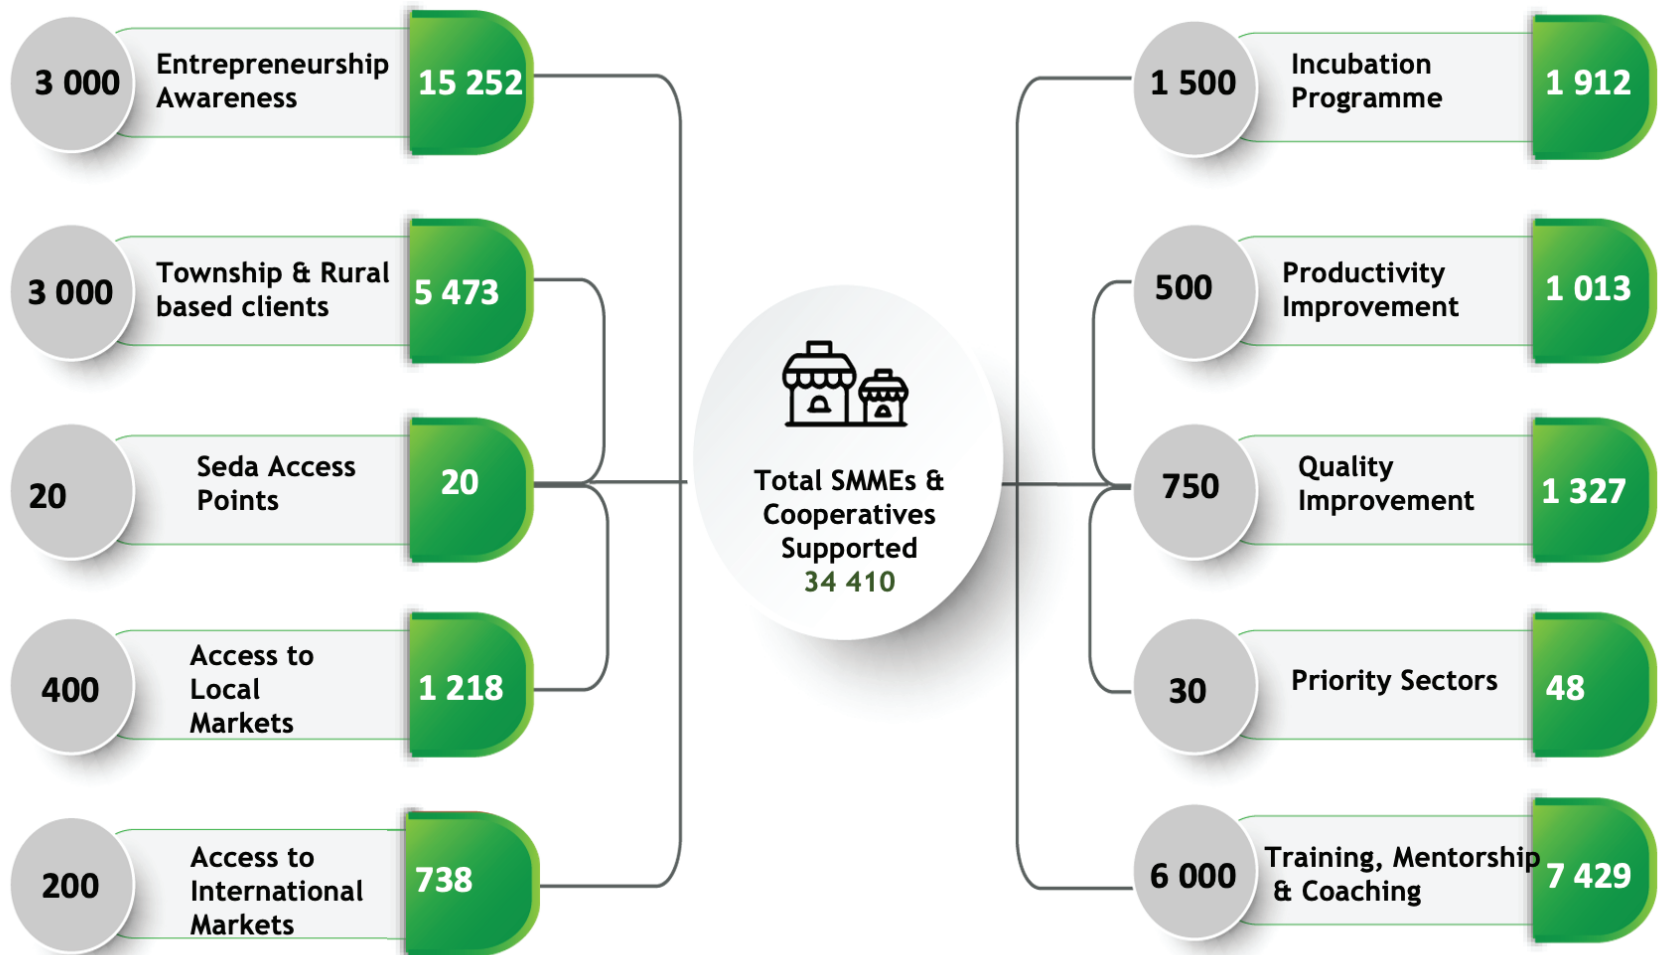 3 000
Entrepreneurship
Awareness
15 252
3 000
Township & Rural
based clients
5 473
20
Seda Access
Points
20
400
Access to
Local
Markets
1 218
200
Access to
International
Markets
738
Total SMMEs &
Cooperatives
Supported
34 410
1 500
Incubation
Programme
1 912
500
Productivity
Improvement
1 013
750
Quality
Improvement
1 327
30
Priority Sectors
48
6 000
Training, Mentorship
& Coaching
7 429